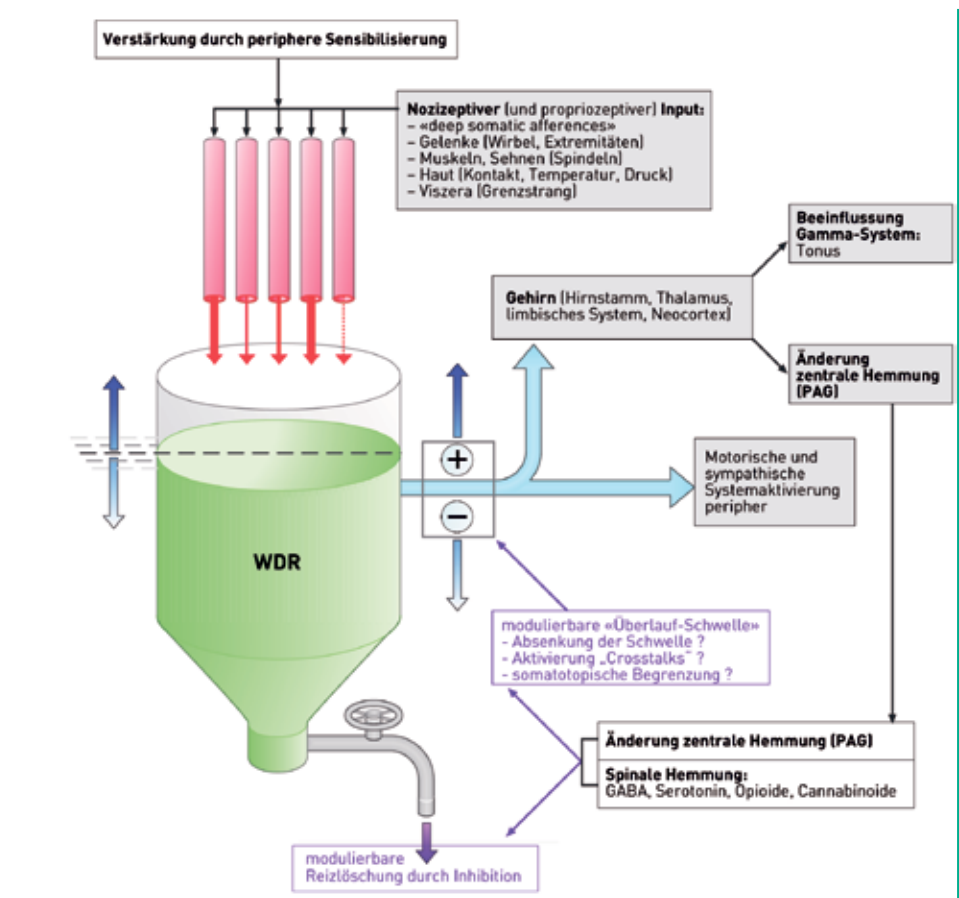 Verstärkung durch periphere Sensibilisierung
Nozizeptiver (und propriozeptiver) Input:
– «deep somatic afferences»
– Gelenke (Wirbel, Extremitäten)
– Muskeln, Sehnen (Spindeln)
– Haut (Kontakt, Temperatur, Druck)
– Viszera (Grenzstrang)
Beeinflussung
Gamma-System:
Tonus
Gehirn (Hirnstamm, Thalamus,
limbisches System, Neocortex)
Änderung
zentrale Hemmung
(PAG)
+
Motorische und
sympathische
Systemaktivierung
peripher
−
WDR
modulierbare «Überlauf-Schwelle»
- Absenkung der Schwelle ?
- Aktivierung „Crosstalks“ ?
- somatotopische Begrenzung ?
Änderung zentrale Hemmung (PAG)
Spinale Hemmung:
GABA, Serotonin, Opioide, Cannabinoide
modulierbare
Reizlöschung durch Inhibition